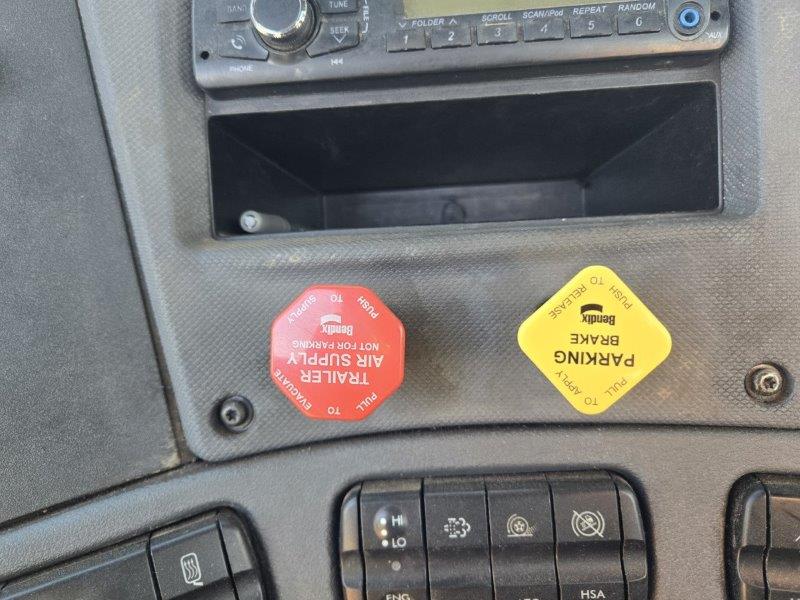 BAND
TUNE
FILE
SEEK
PHONE
FOLDER
1
2
SCROLL
3
SCAN/iPod
4
REPEAT
5
RANDOM
6
AUX
PULL TO EVACUATE
TRAILER
AIR SUPPLY
NOT FOR PARKING
Bendix
PUSH TO SUPPLY
PULL TO APPLY
PARKING
BRAKE
Bendix
PUSH TO RELEASE
HI
LO
ENG
HSA